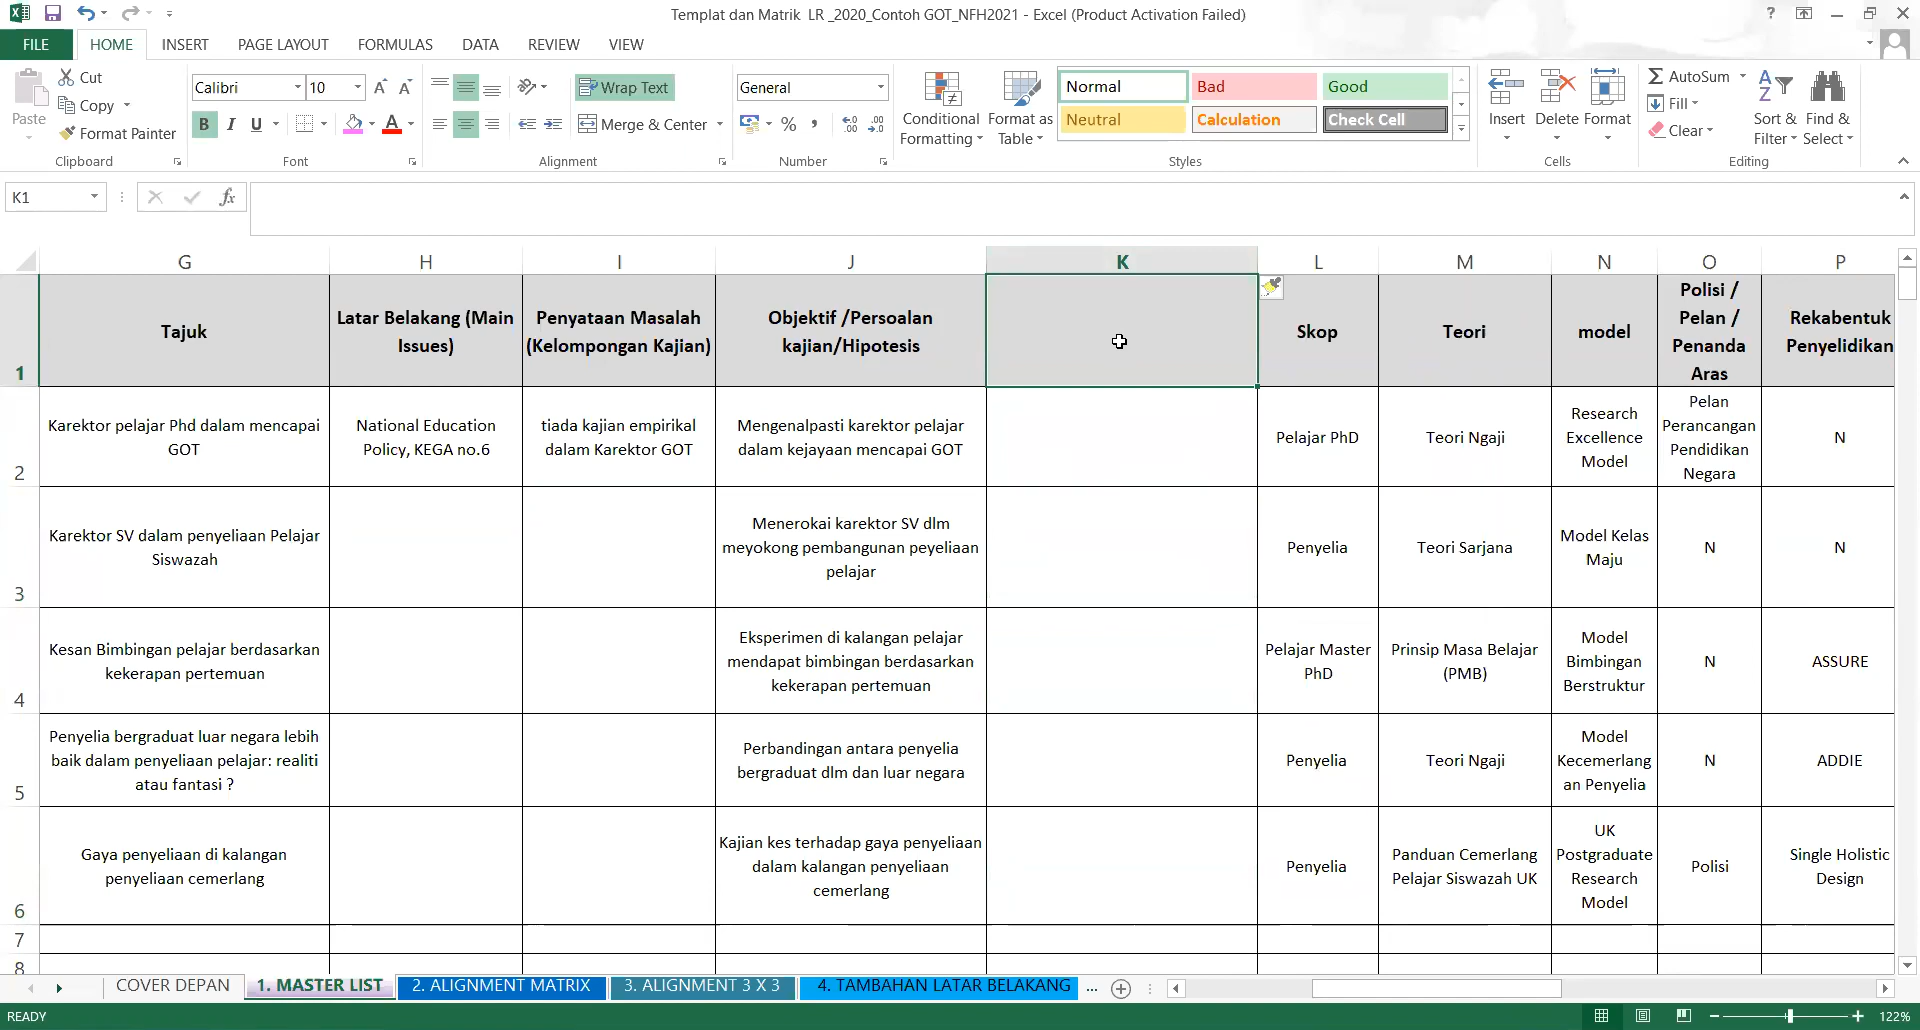 Templat dan Matrik LR _2020_Contoh GOT_NFH2021 - Excel (Product Activation Failed)
?
FILE HOME INSERT PAGE LAYOUT FORMULAS DATA REVIEW VIEW
Paste
Cut
Copy
Format Painter
Clipboard
Calibri 10
B I U
Font
Wrap Text
Merge & Center
Alignment
General
Number
Conditional
Formatting
Format as
Table
Normal Bad Good
Neutral Calculation Check Cell
Styles
Insert Delete Format
Cells
AutoSum
Fill
Clear
Sort &
Filter
Find &
Select
Editing
K1
fx
G H I J K L M N O P
1
Tajuk
Latar Belakang (Main
Issues)
Penyataan Masalah
(Kelompongan Kajian)
Objektif /Persoalan
kajian/Hipotesis
Skop
Teori
model
Polisi /
Pelan /
Penanda
Aras
Rekabentuk
Penyelidikan
2
Karektor pelajar Phd dalam mencapai
GOT
National Education
Policy, KEGA no.6
tiada kajian empirikal
dalam Karektor GOT
Mengenalpasti karektor pelajar
dalam kejayaan mencapai GOT
Pelajar PhD
Teori Ngaji
Research
Excellence
Model
Pelan
Perancangan
Pendidikan
Negara
N
3
Karektor SV dalam penyeliaan Pelajar
Siswazah
Menerokai karektor SV dlm
meyokong pembangunan peyeliaan
pelajar
Penyelia
Teori Sarjana
Model Kelas
Maju
N
N
4
Kesan Bimbingan pelajar berdasarkan
kekerapan pertemuan
Eksperimen di kalangan pelajar
mendapat bimbingan berdasarkan
kekerapan pertemuan
Pelajar Master
PhD
Prinsip Masa Belajar
(PMB)
Model
Bimbingan
Berstruktur
N
ASSURE
5
Penyelia bergraduat luar negara lebih
baik dalam penyeliaan pelajar: realiti
atau fantasi ?
Perbandingan antara penyelia
bergraduat dlm dan luar negara
Penyelia
Teori Ngaji
Model
Kecemerlang
an Penyelia
N
ADDIE
6
Gaya penyeliaan di kalangan
penyeliaan cemerlang
Kajian kes terhadap gaya penyeliaan
dalam kalangan penyeliaan
cemerlang
Penyelia
Panduan Cemerlang
Pelajar Siswazah UK
UK
Postgraduate
Research
Model
Polisi
Single Holistic
Design
7
8
COVER DEPAN 1. MASTER LIST 2. ALIGNMENT MATRIX 3. ALIGNMENT 3 X 3 4. TAMBAHAN LATAR BELAKANG ...
READY
122%